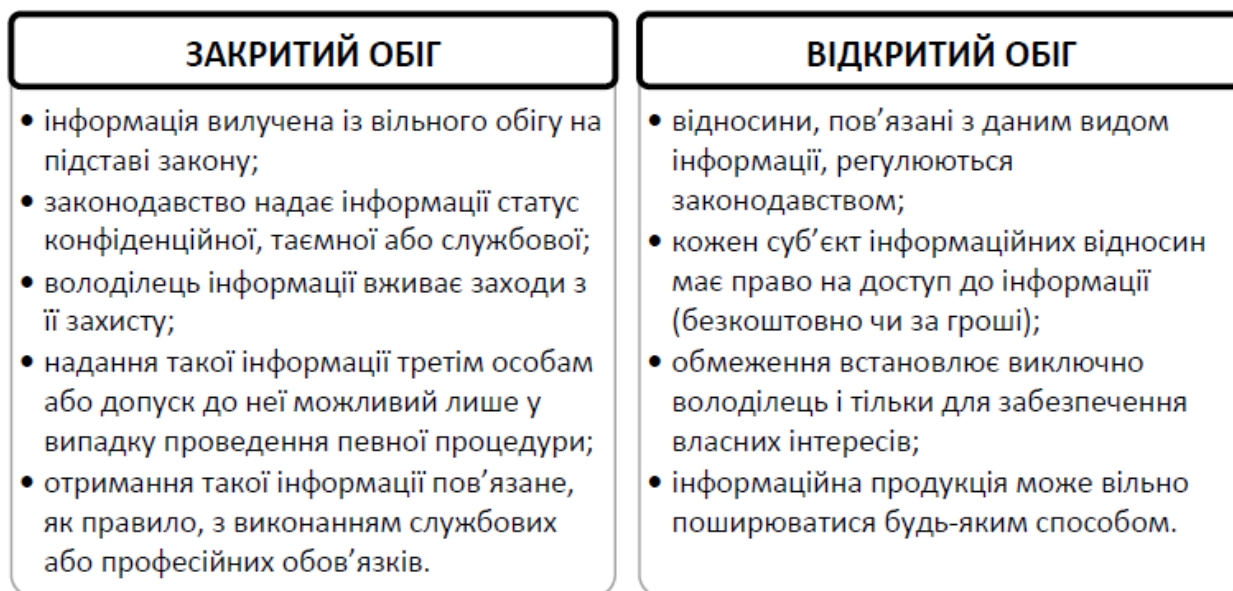 ЗАКРИТИЙ ОБІГ
• інформація вилучена із вільного обігу на
підставі закону;
• законодавство надає інформації статус
конфіденційної, таємної або службової;
• володілець інформації вживає заходи з
її захисту;
• надання такої інформації третім особам
або допуск до неї можливий лише у
випадку проведення певної процедури;
• отримання такої інформації пов’язане,
як правило, з виконанням службових
або професійних обов’язків.
ВІДКРИТИЙ ОБІГ
• відносини, пов’язані з даним видом
інформації, регулюються
законодавством;
• кожен суб’єкт інформаційних відносин
має право на доступ до інформації
(безкоштовно чи за гроші);
• обмеження встановлює виключно
володілець і тільки для забезпечення
власних інтересів;
• інформаційна продукція може вільно
поширюватися будь-яким способом.